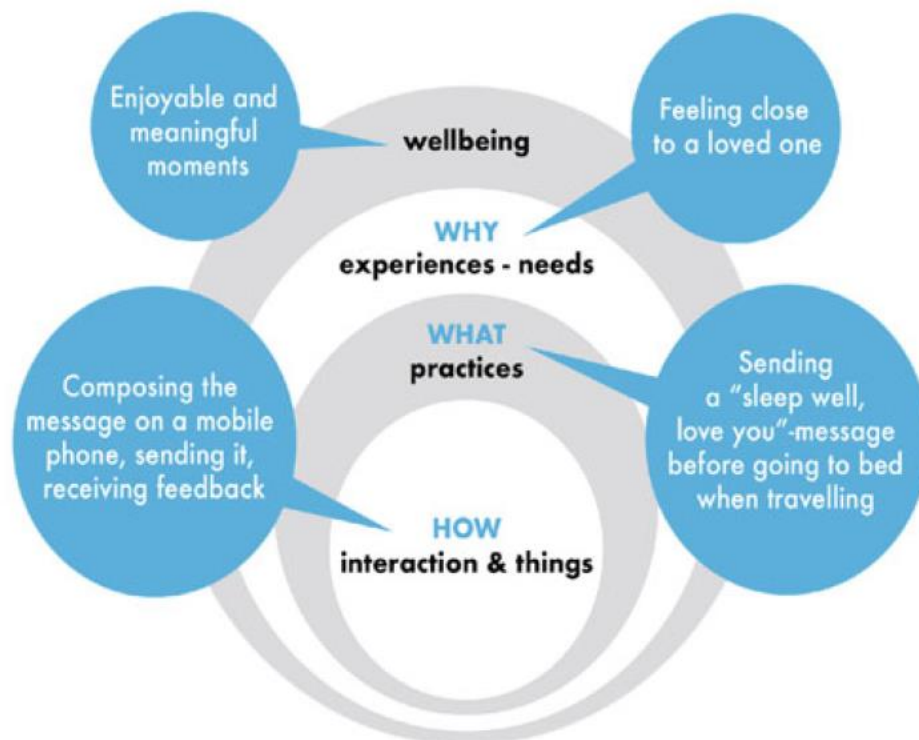 Enjoyable and
meaningful
moments
wellbeing
Feeling close
to a loved one
WHY
experiences - needs
WHAT
practices
Composing the
message on a mobile
phone, sending it,
receiving feedback
Sending
a “sleep well,
love you”-message
before going to bed
when travelling
HOW
interaction & things